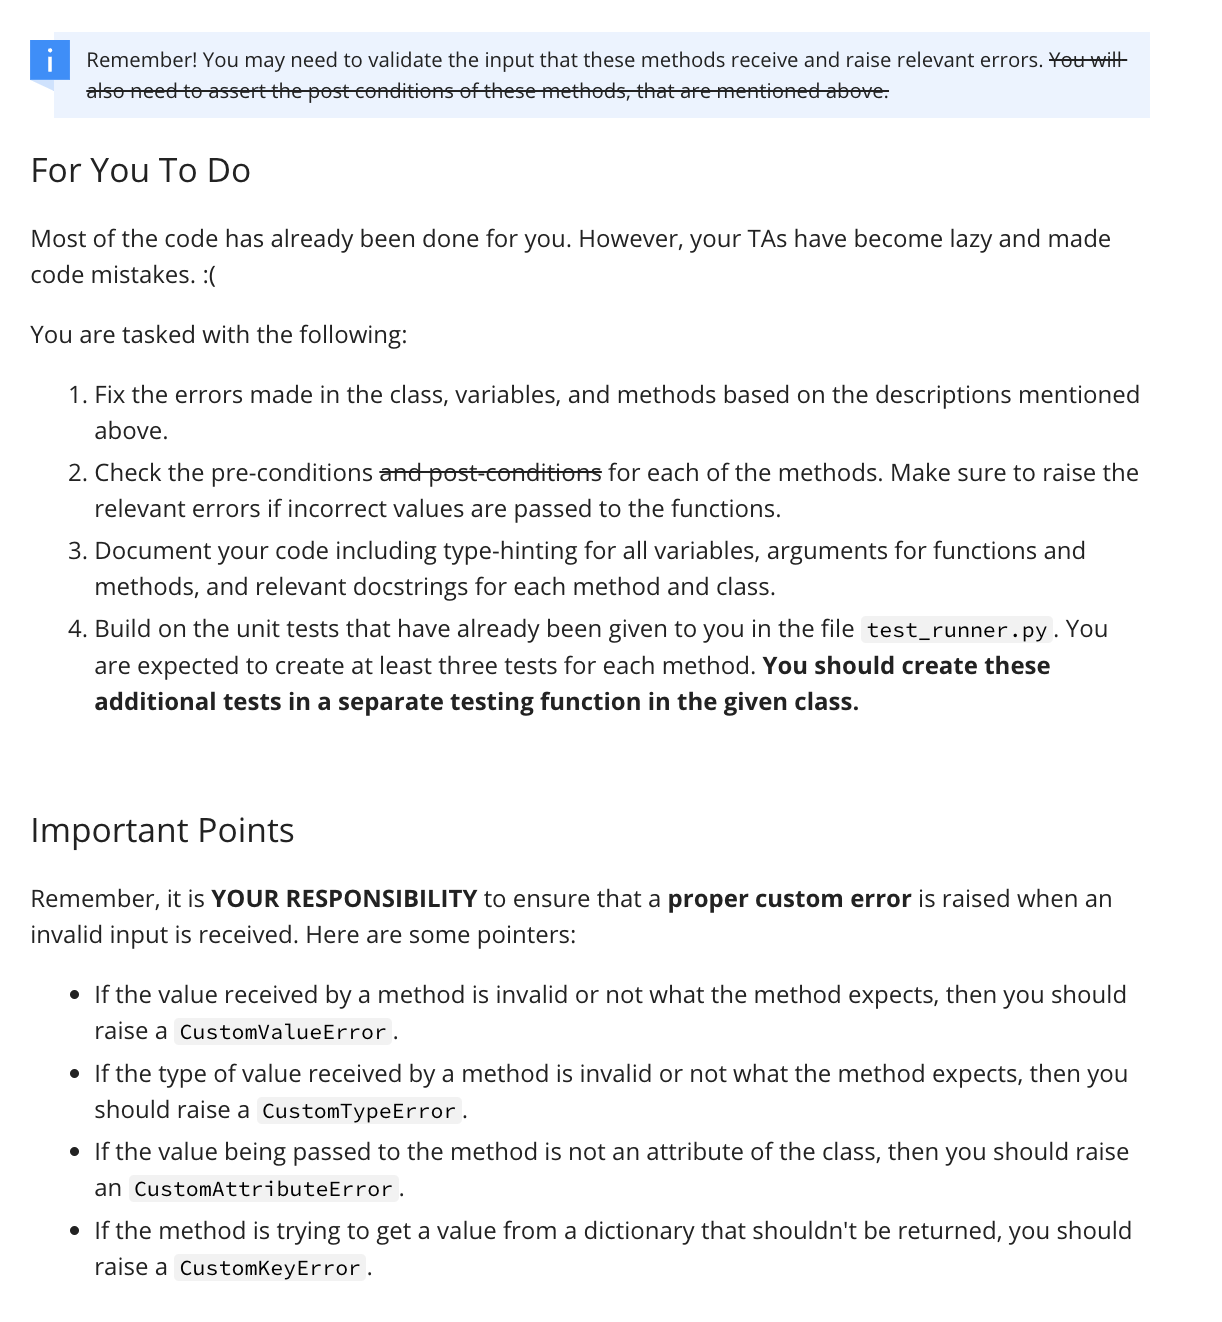 i
Remember! You may need to validate the input that these methods receive and raise relevant errors. You will
also need to assert the post conditions of these methods, that are mentioned above.
For You To Do
Most of the code has already been done for you. However, your TAs have become lazy and made
code mistakes. :(
You are tasked with the following:
1. Fix the errors made in the class, variables, and methods based on the descriptions mentioned
above.
2. Check the pre-conditions and post-conditions for each of the methods. Make sure to raise the
relevant errors if incorrect values are passed to the functions.
3. Document your code including type-hinting for all variables, arguments for functions and
methods, and relevant docstrings for each method and class.
4. Build on the unit tests that have already been given to you in the file test_runner.py. You
are expected to create at least three tests for each method. You should create these
additional tests in a separate testing function in the given class.
Important Points
Remember, it is YOUR RESPONSIBILITY to ensure that a proper custom error is raised when an
invalid input is received. Here are some pointers:
• If the value received by a method is invalid or not what the method expects, then you should
raise a CustomValueError.
• If the type of value received by a method is invalid or not what the method expects, then you
should raise a CustomTypeError.
• If the value being passed to the method is not an attribute of the class, then you should raise
an CustomAttributeError.
• If the method is trying to get a value from a dictionary that shouldn't be returned, you should
raise a CustomKeyError.